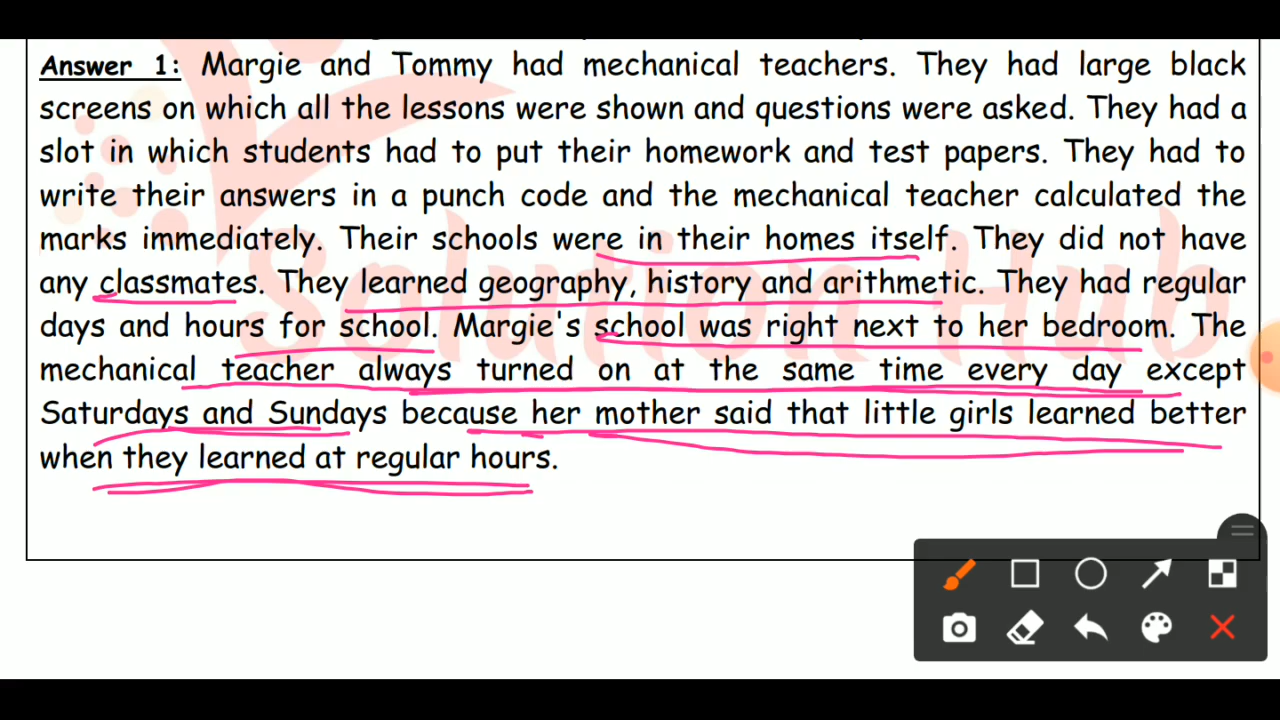 Answer 1: Margie and Tommy had mechanical teachers. They had large black
screens on which all the lessons were shown and questions were asked. They had a
slot in which students had to put their homework and test papers. They had to
write their answers in a punch code and the mechanical teacher calculated the
marks immediately. Their schools were in their homes itself. They did not have
any classmates. They learned geography, history and arithmetic. They had regular
days and hours for school. Margie's school was right next to her bedroom. The
mechanical teacher always turned on at the same time every day except
Saturdays and Sundays because her mother said that little girls learned better
when they learned at regular hours.
Solution Hub